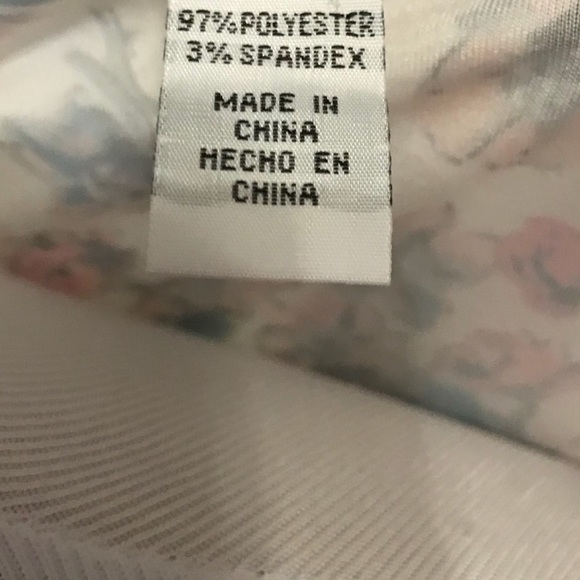 97%POLYESTER
3%SPANDEX
MADE IN
CHINA
HECHO EN
CHINA